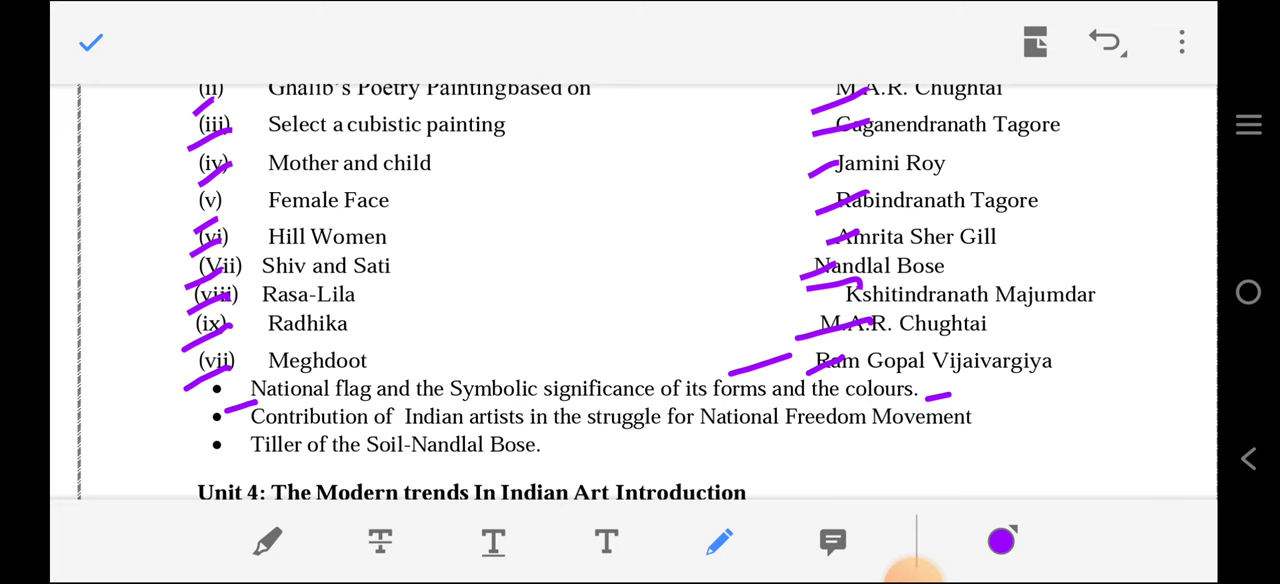 (ii) Ghalib's Poetry Paintingbased on M.A.R. Chughtai
(iii) Select a cubistic painting Gaganendranath Tagore
(iv) Mother and child Jamini Roy
(v) Female Face Rabindranath Tagore
(vi) Hill Women Amrita Sher Gill
(Vii) Shiv and Sati Nandlal Bose
(viii) Rasa-Lila Kshitindranath Majumdar
(ix) Radhika M.A.R. Chughtai
(vii) Meghdoot Ram Gopal Vijaivargiya
• National flag and the Symbolic significance of its forms and the colours.
• Contribution of Indian artists in the struggle for National Freedom Movement
• Tiller of the Soil-Nandlal Bose.
Unit 4: The Modern trends In Indian Art Introduction